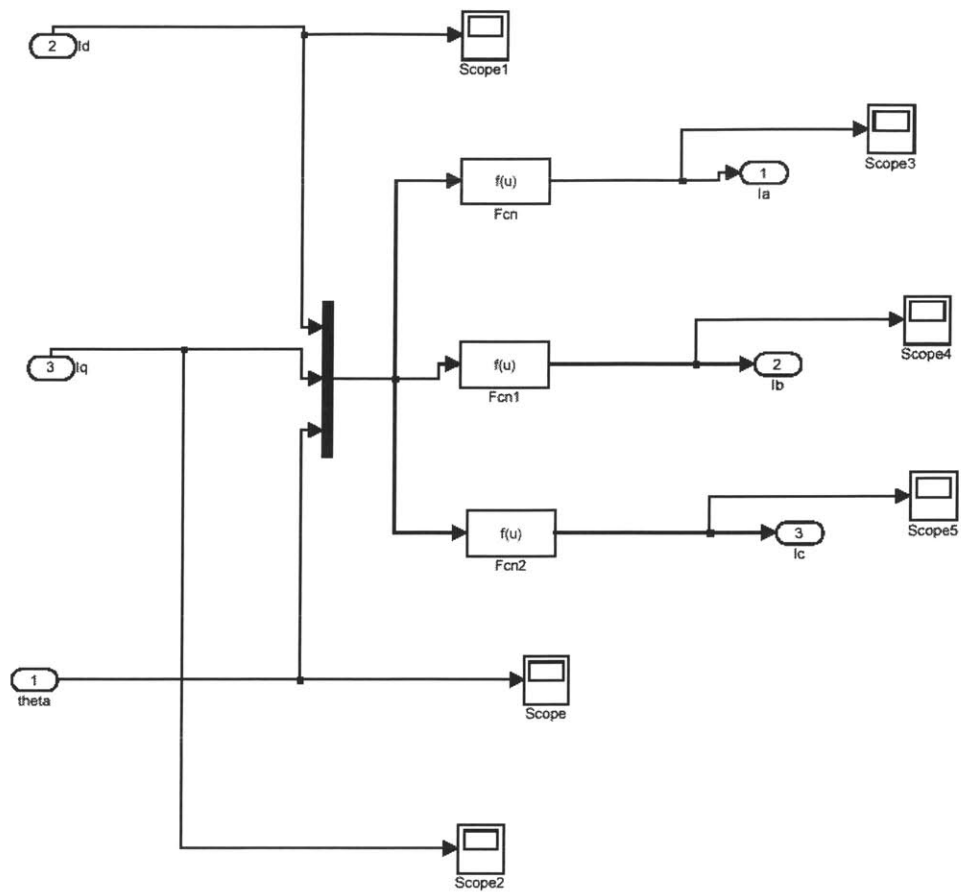 2
Id
Scope1
Scope3
f(u)
Fcn
1
Ia
3
Iq
f(u)
Fcn1
Scope4
2
Ib
f(u)
Fcn2
Scope5
3
Ic
1
theta
Scope
Scope2